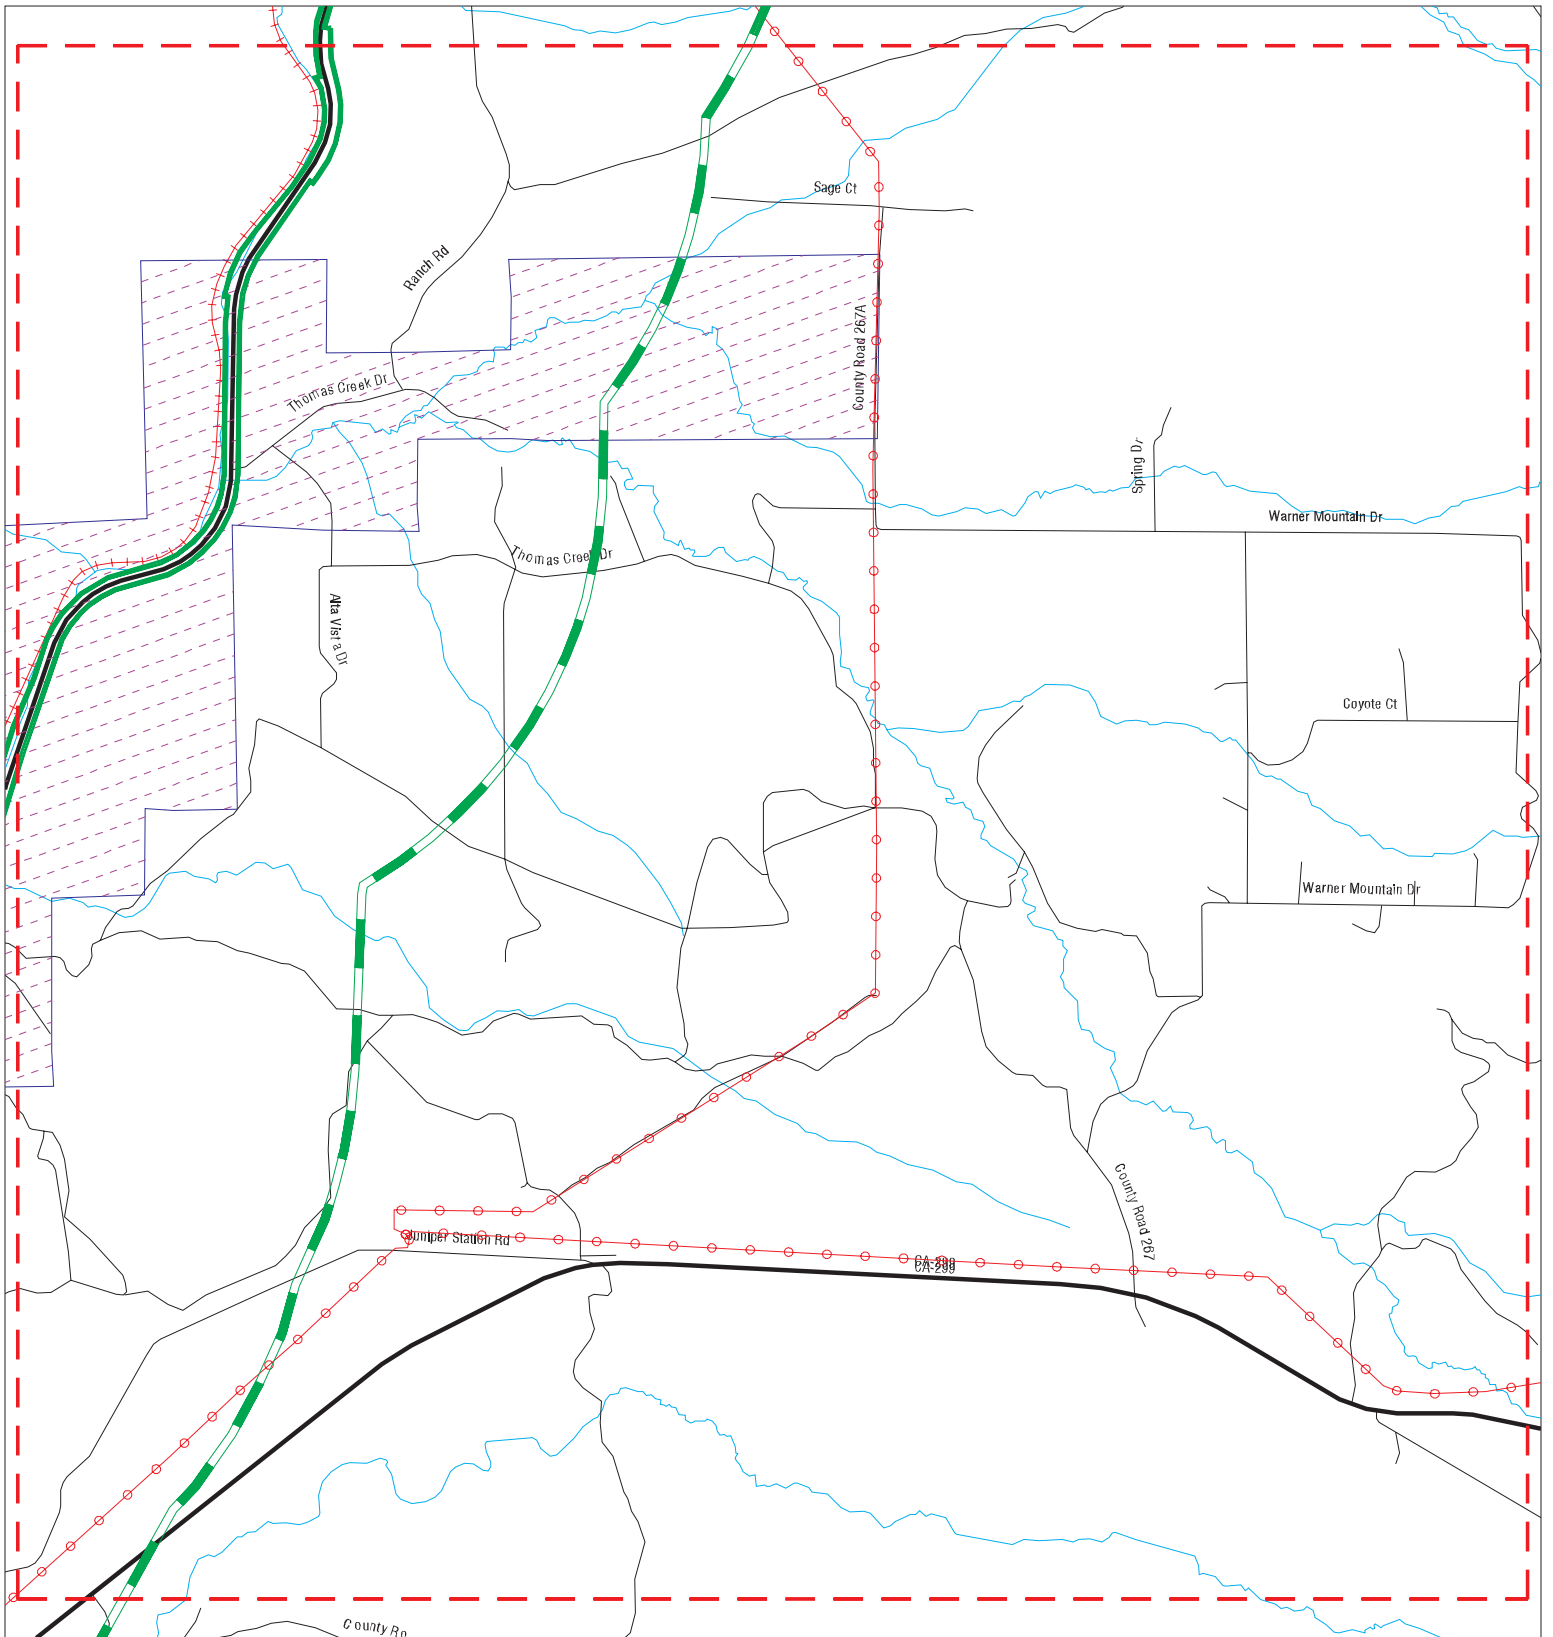 Sage Ct
Ranch Rd
County Road 267A
Thomas Creek Dr
Spring Dr
Warner Mountain Dr
Thomas Creek Dr
Alta Vista Dr
Coyote Ct
Warner Mountain Dr
County Road 267
Juniper Station Rd
CA-299
CA-299
County Ro